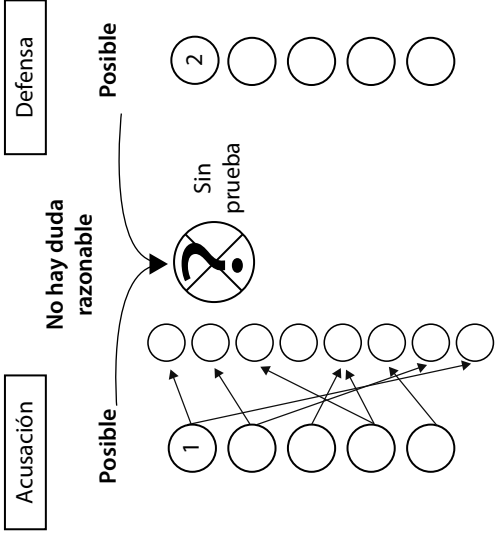 Acusación
Defensa
No hay duda
razonable
Posible
Posible
1
?
Sin
prueba
2